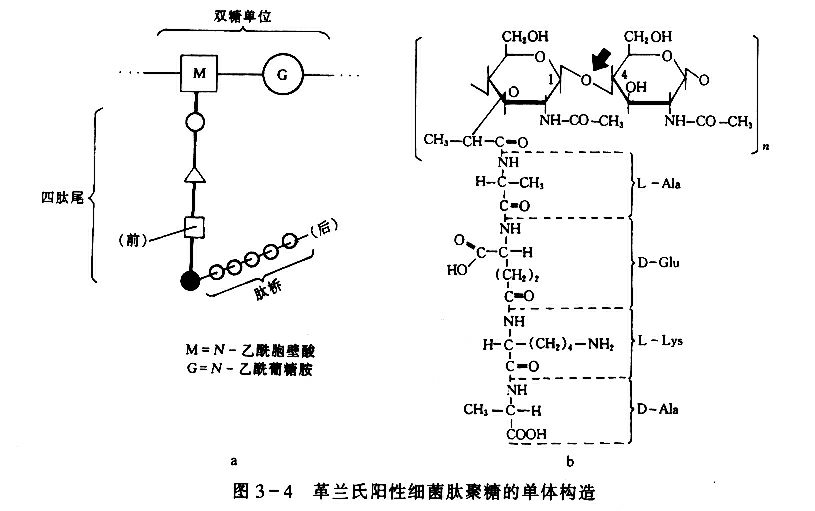 双糖单位
M
G
四肽尾
(前)
(后)
肽桥
M=N-乙酰胞壁酸
G=N-乙酰葡糖胺
a
CH₂OH
O
1
O
4
CH₂OH
O
OH
O
O
NH-CO-CH₃
NH-CO-CH₃
n
CH₃-CH C=O
NH
H-C-CH₃
L-Ala
C=O
NH
O
C-C-H
HO
(CH₂)₂
D-Glu
C=O
NH
H-C-(CH₂)₄-NH₂
L-Lys
C=O
NH
CH₃-C-H
D-Ala
COOH
b
图 3-4 革兰氏阳性细菌肽聚糖的单体构造